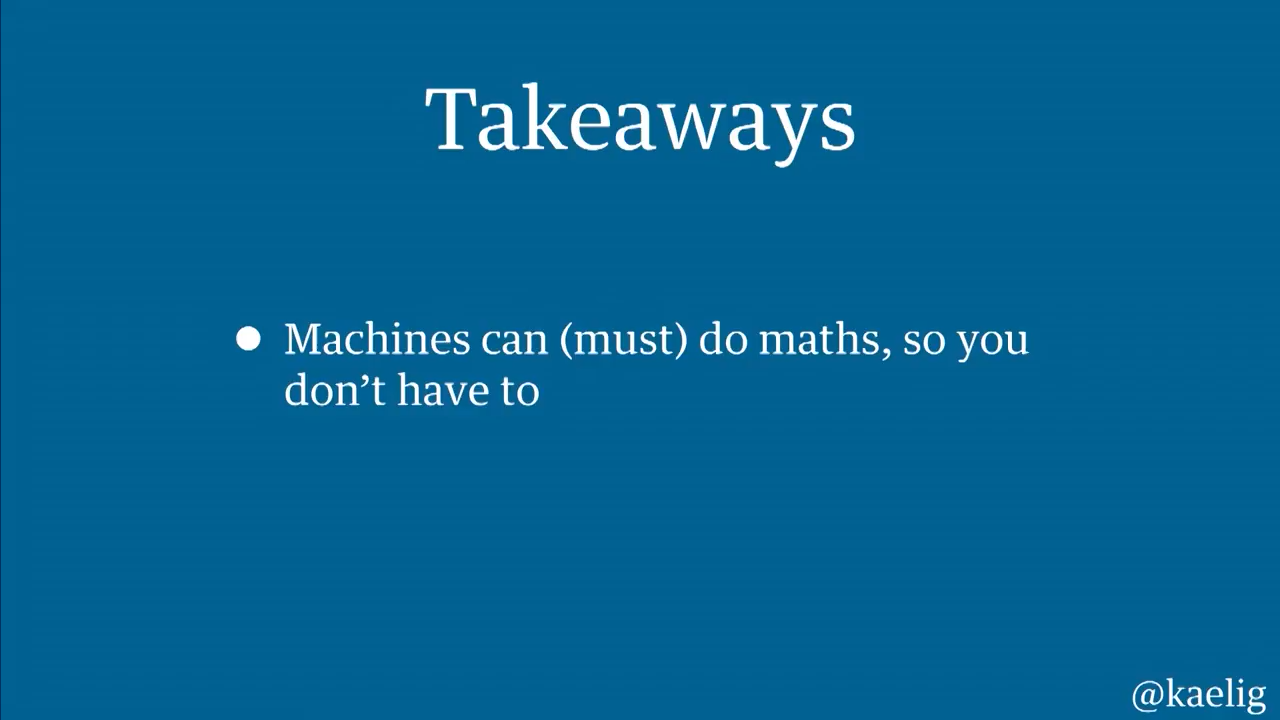 Takeaways
● Machines can (must) do maths, so you
don’t have to
@kaelig